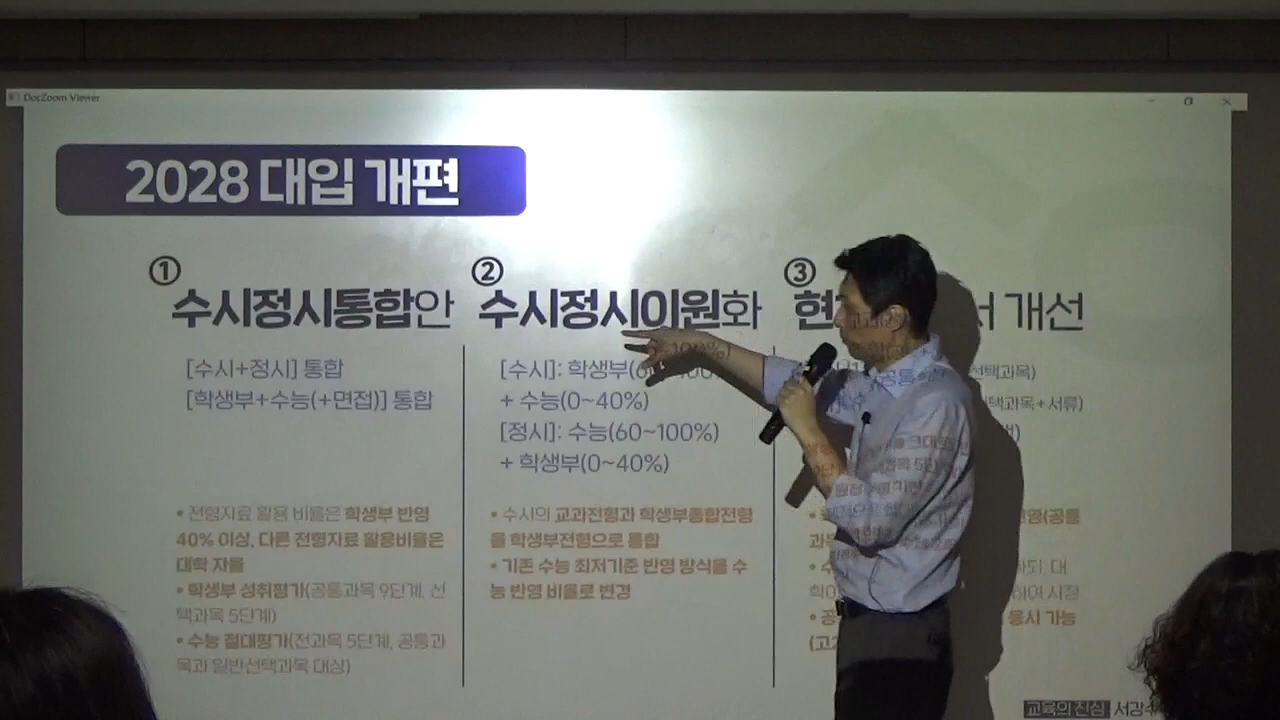 DocZoom Viewer
2028 대입 개편
①
수시정시통합안
[수시+정시] 통합
[학생부+수능(+면접)] 통합
• 전형자료 활용 비율은 학생부 반영
40% 이상, 다른 전형자료 활용비율은
대학 자율
• 학생부 성취평가(공통과목 9단계, 선
택과목 5단계)
• 수능 절대평가(전과목 5단계, 공통과
목과 일반선택과목 대상)
②
수시정시이원화
[수시]: 학생부
+ 수능(0~40%)
[정시]: 수능(60~100%)
+ 학생부(0~40%)
• 수시의 교과전형과 학생부종합전형
을 학생부전형으로 통합
• 기존 수능 최저기준 반영 방식을 수
능 반영 비율로 변경
③
개선
응시 가능
교육의 진심